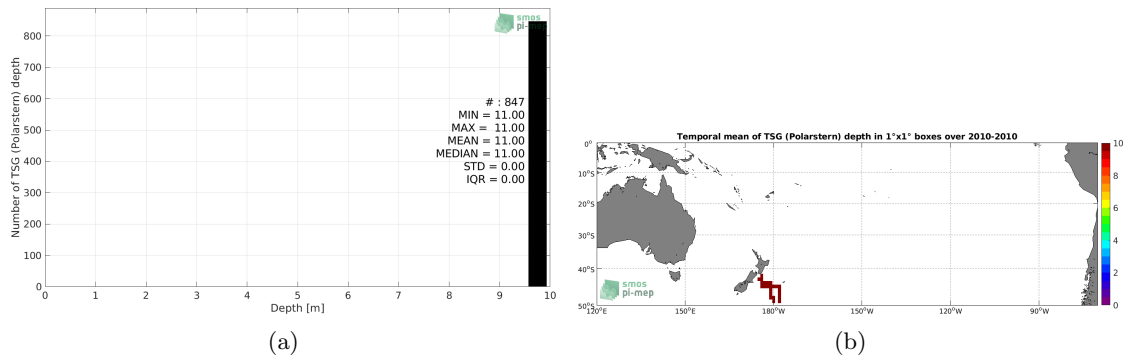 smos
pi-mep
Number of TSG (Polarstern) depth
800
700
600
500
400
300
200
100
0
# : 847
MIN = 11.00
MAX = 11.00
MEAN = 11.00
MEDIAN = 11.00
STD = 0.00
IQR = 0.00
0 1 2 3 4 5 6 7 8 9 10
Depth [m]
(a)
Temporal mean of TSG (Polarstern) depth in 1°x1° boxes over 2010-2010
0°
10°S
20°S
30°S
40°S
50°S
120°E 150°E 180°W 150°W 120°W 90°W
smos
pi-mep
10
8
6
4
2
0
(b)